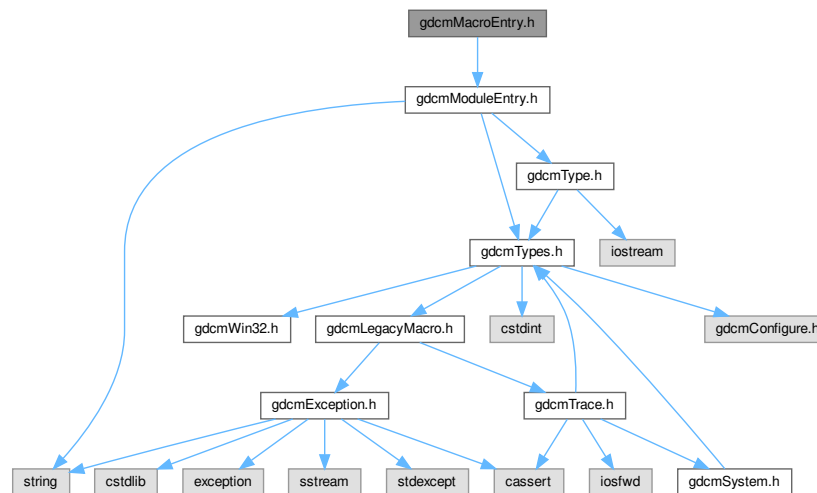 gdcmMacroEntry.h
gdcmModuleEntry.h
gdcmType.h
gdcmTypes.h
iostream
gdcmWin32.h
gdcmLegacyMacro.h
cstdint
gdcmConfigure.h
gdcmException.h
gdcmTrace.h
string
cstdlib
exception
sstream
stdexcept
cassert
iosfwd
gdcmSystem.h